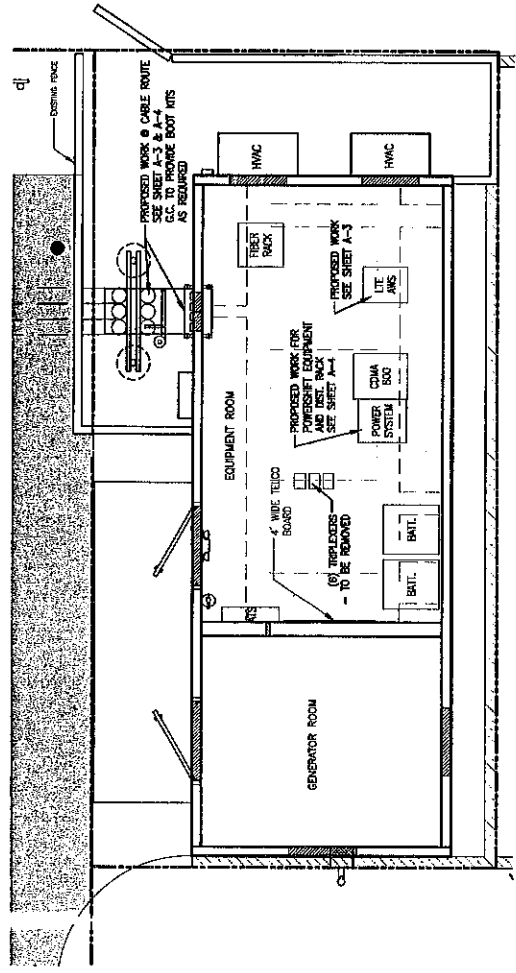 EXISTING FENCE
PROPOSED WORK @ CABLE ROUTE
SEE SHEET A-3 & A-4
G.C. TO PROVIDE BOOT KITS
AS REQUIRED
HVAC
HVAC
FIBER
RACK
PROPOSED WORK
SEE SHEET A-3
LTE
AWS
EQUIPMENT ROOM
PROPOSED WORK FOR
POWERSHIFT EQUIPMENT
AND DIST. RACK
SEE SHEET A-4
CDMA
800
POWER
SYSTEM
4' WIDE TELCO
BOARD
(6) TRIPLEXERS
- TO BE REMOVED
BATT.
BATT.
ATS
GENERATOR ROOM